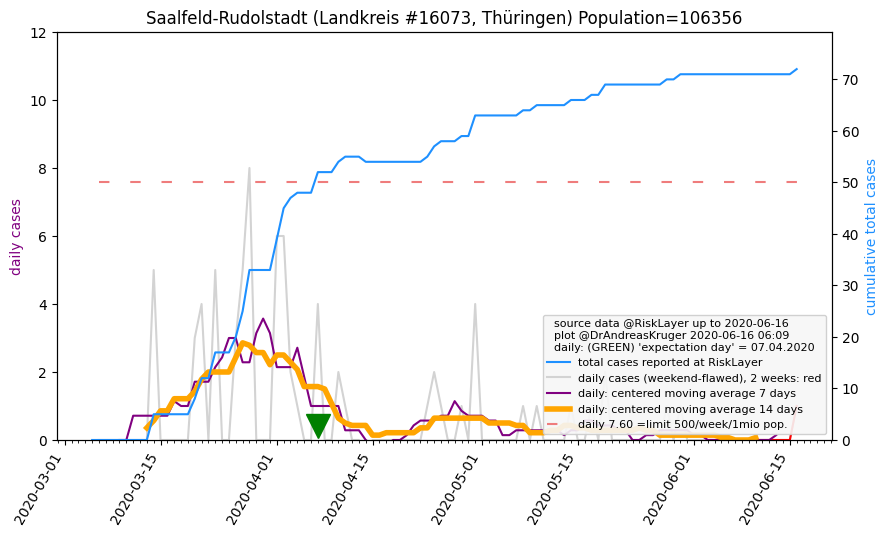 Saalfeld-Rudolstadt (Landkreis #16073, Thüringen) Population=106356
12
10
8
6
4
2
0
daily cases
70
60
50
40
30
20
10
0
cumulative total cases
source data @RiskLayer up to 2020-06-16
plot @DrAndreasKruger 2020-06-16 06:09
daily: (GREEN) 'expectation day' = 07.04.2020
total cases reported at RiskLayer
daily cases (weekend-flawed), 2 weeks: red
daily: centered moving average 7 days
daily: centered moving average 14 days
daily 7.60 =limit 500/week/1mio pop.
2020-03-01
2020-03-15
2020-04-01
2020-04-15
2020-05-01
2020-05-15
2020-06-01
2020-06-15